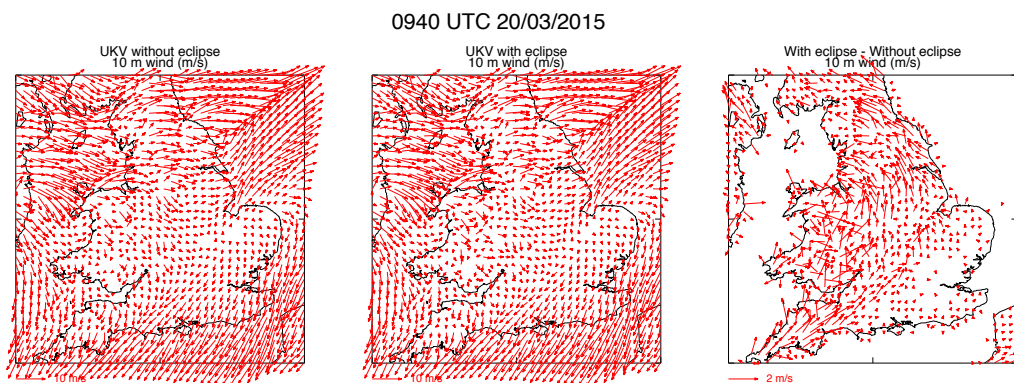 0940 UTC 20/03/2015
UKV without eclipse
10 m wind (m/s)
UKV with eclipse
10 m wind (m/s)
With eclipse - Without eclipse
10 m wind (m/s)
10 m/s
10 m/s
2 m/s